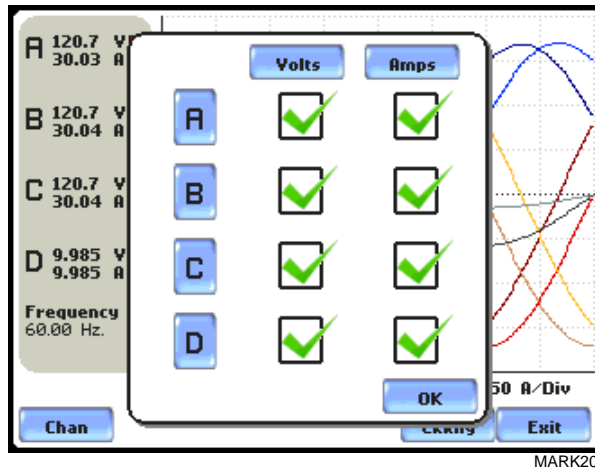 A 120.7
30.03 A
B 120.7 V
30.04 A
C 120.7 V
30.04 A
D 9.985 V
9.985 A
Frequency
60.00 Hz.
Volts Amps
A
B
C
D
OK
50 A/Div
Chan
Exit
MARK20